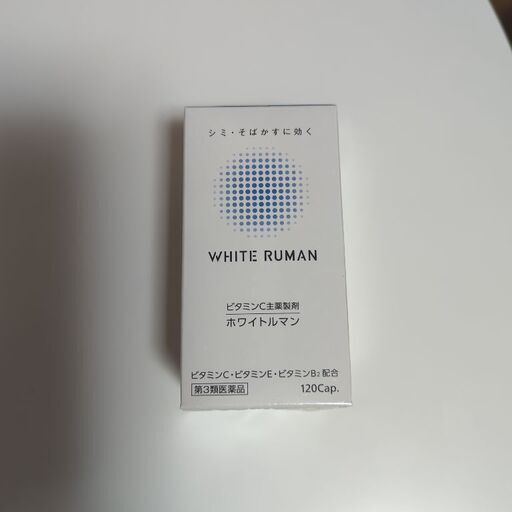 シミ・そばかすに効く
WHITE RUMAN
ビタミンC主薬製剤
ホワイトルマン
ビタミンC・ビタミンE・ビタミンB₂ 配合
第3類医薬品 120Cap.